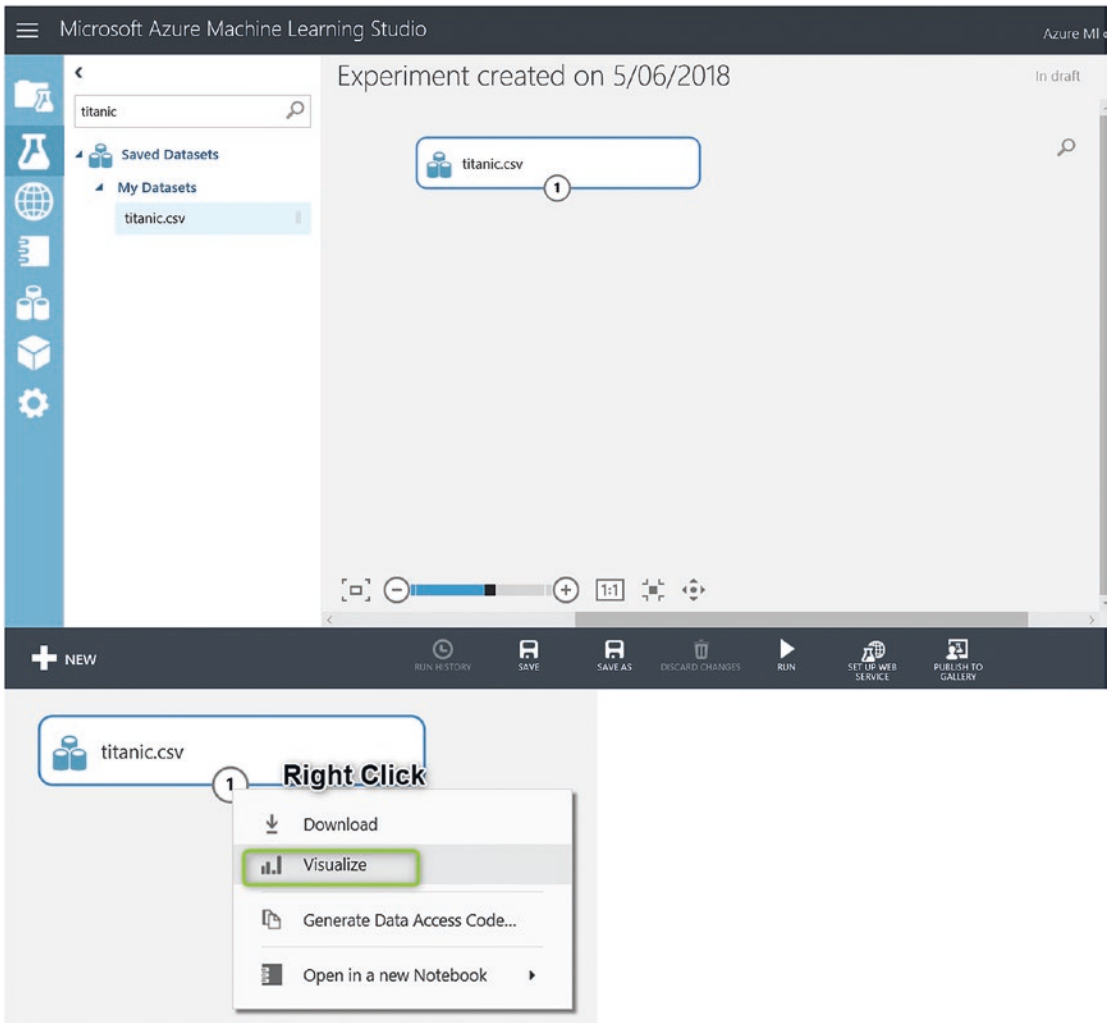 Microsoft Azure Machine Learning Studio
Azure Ml
Experiment created on 5/06/2018
In draft
titanic
Saved Datasets
My Datasets
titanic.csv
titanic.csv
1
1:1
NEW
RUN HISTORY
SAVE
SAVE AS
DISCARD CHANGES
RUN
SET UP WEB
SERVICE
PUBLISH TO
GALLERY
titanic.csv
1
Right Click
Download
Visualize
Generate Data Access Code...
Open in a new Notebook